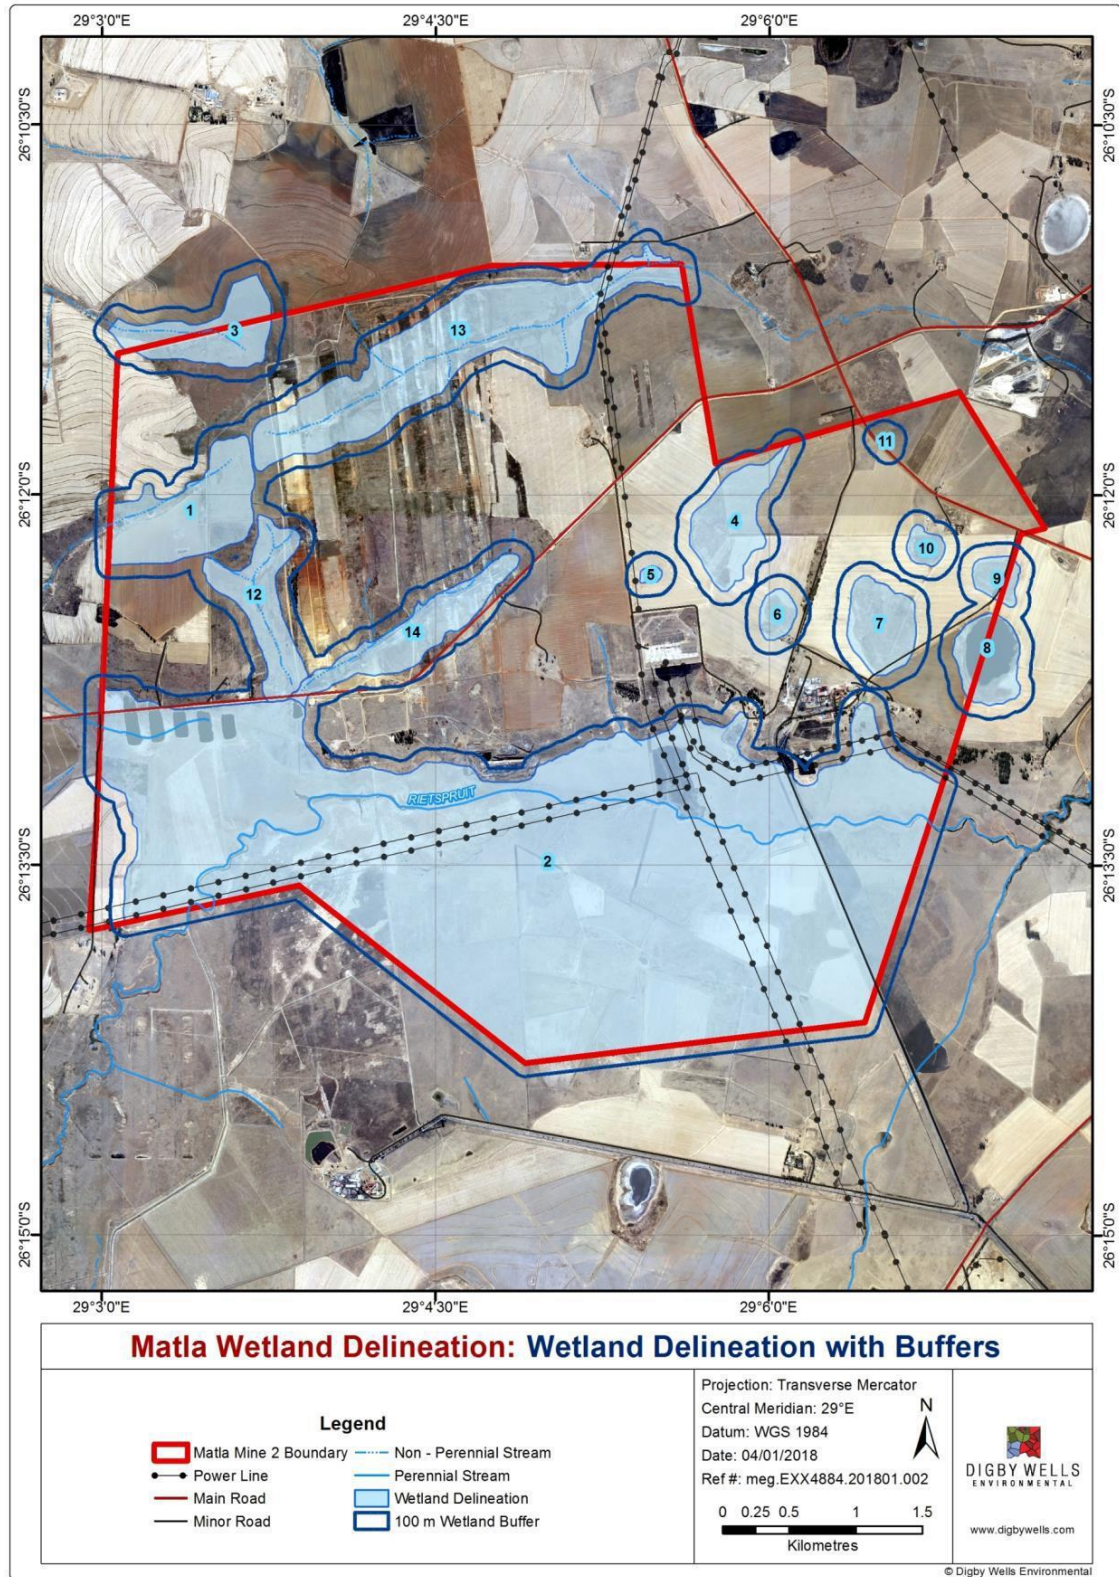 29°3'0"E 29°4'30"E 29°6'0"E
26°10'30"S 26°10'30"S
3 13
11
26°12'0"S 26°12'0"S
1 4
10
5 9
12 6
14 7
8
RIETSPRUIT
26°13'30"S 26°13'30"S
2
26°15'0"S 26°15'0"S
29°3'0"E 29°4'30"E 29°6'0"E
Matla Wetland Delineation: Wetland Delineation with Buffers
Legend
Matla Mine 2 Boundary
Power Line
Main Road
Minor Road
Non - Perennial Stream
Perennial Stream
Wetland Delineation
100 m Wetland Buffer
Projection: Transverse Mercator
Central Meridian: 29°E
Datum: WGS 1984
Date: 04/01/2018
Ref #: meg.EXX4884.201801.002
N
0 0.25 0.5 1 1.5
Kilometres
DIGBY WELLS
ENVIRONMENTAL
www.digbywells.com
© Digby Wells Environmental